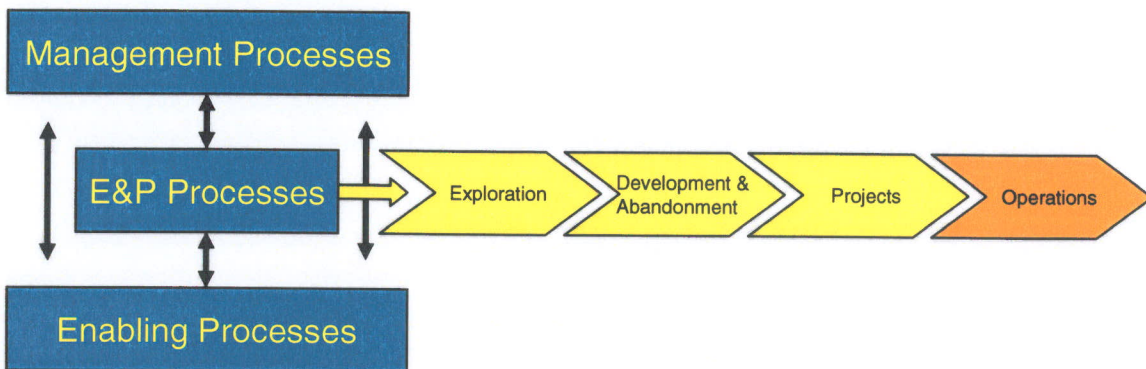 Management Processes
E&P Processes
Exploration
Development &
Abandonment
Projects
Operations
Enabling Processes